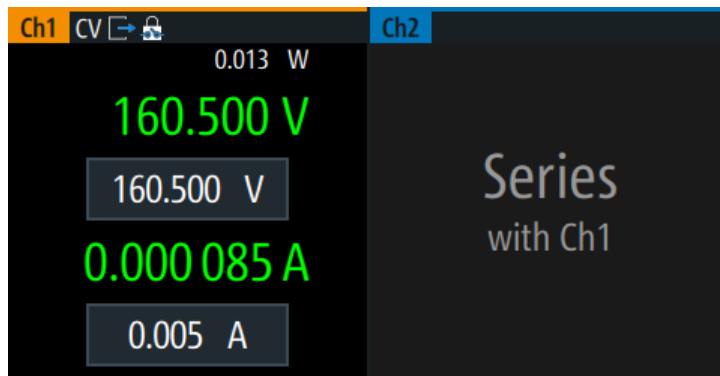 Ch1 CV
0.013 W
160.500 V
160.500 V
0.000 085 A
0.005 A
Ch2
Series
with Ch1